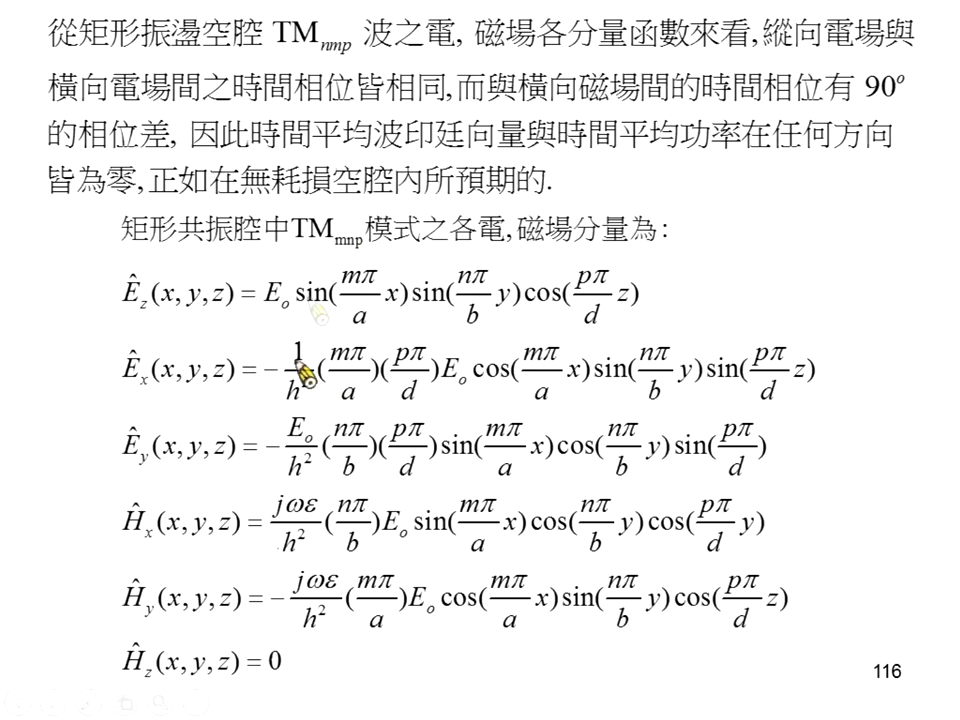 從矩形振盪空腔 TM_{nmp} 波之電, 磁場各分量函數來看,縱向電場與
橫向電場間之時間相位皆相同,而與橫向磁場間的時間相位有 90°
的相位差, 因此時間平均波印廷向量與時間平均功率在任何方向
皆為零,正如在無耗損空腔內所預期的.
矩形共振腔中TM_{mnp}模式之各電,磁場分量為:
Ê_z(x, y, z) = E_o sin(mπ/a x)sin(nπ/b y)cos(pπ/d z)
Ê_x(x, y, z) = −1/h²(mπ/a)(pπ/d)E_o cos(mπ/a x)sin(nπ/b y)sin(pπ/d z)
Ê_y(x, y, z) = −E_o/h²(nπ/b)(pπ/d)sin(mπ/a x)cos(nπ/b y)sin(pπ/d)
Ĥ_x(x, y, z) = jωε/h²(nπ/b)E_o sin(mπ/a x)cos(nπ/b y)cos(pπ/d y)
Ĥ_y(x, y, z) = −jωε/h²(mπ/a)E_o cos(mπ/a x)sin(nπ/b y)cos(pπ/d z)
Ĥ_z(x, y, z) = 0
116